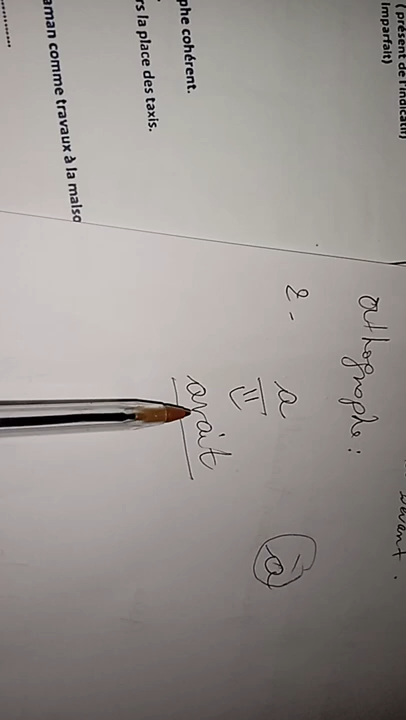 (présent de l'indicatif)
Imparfait)
phe cohérent.
rs la place des taxis.
aman comme travaux à la maiso
..............
orthographe :
2 - a à
avait